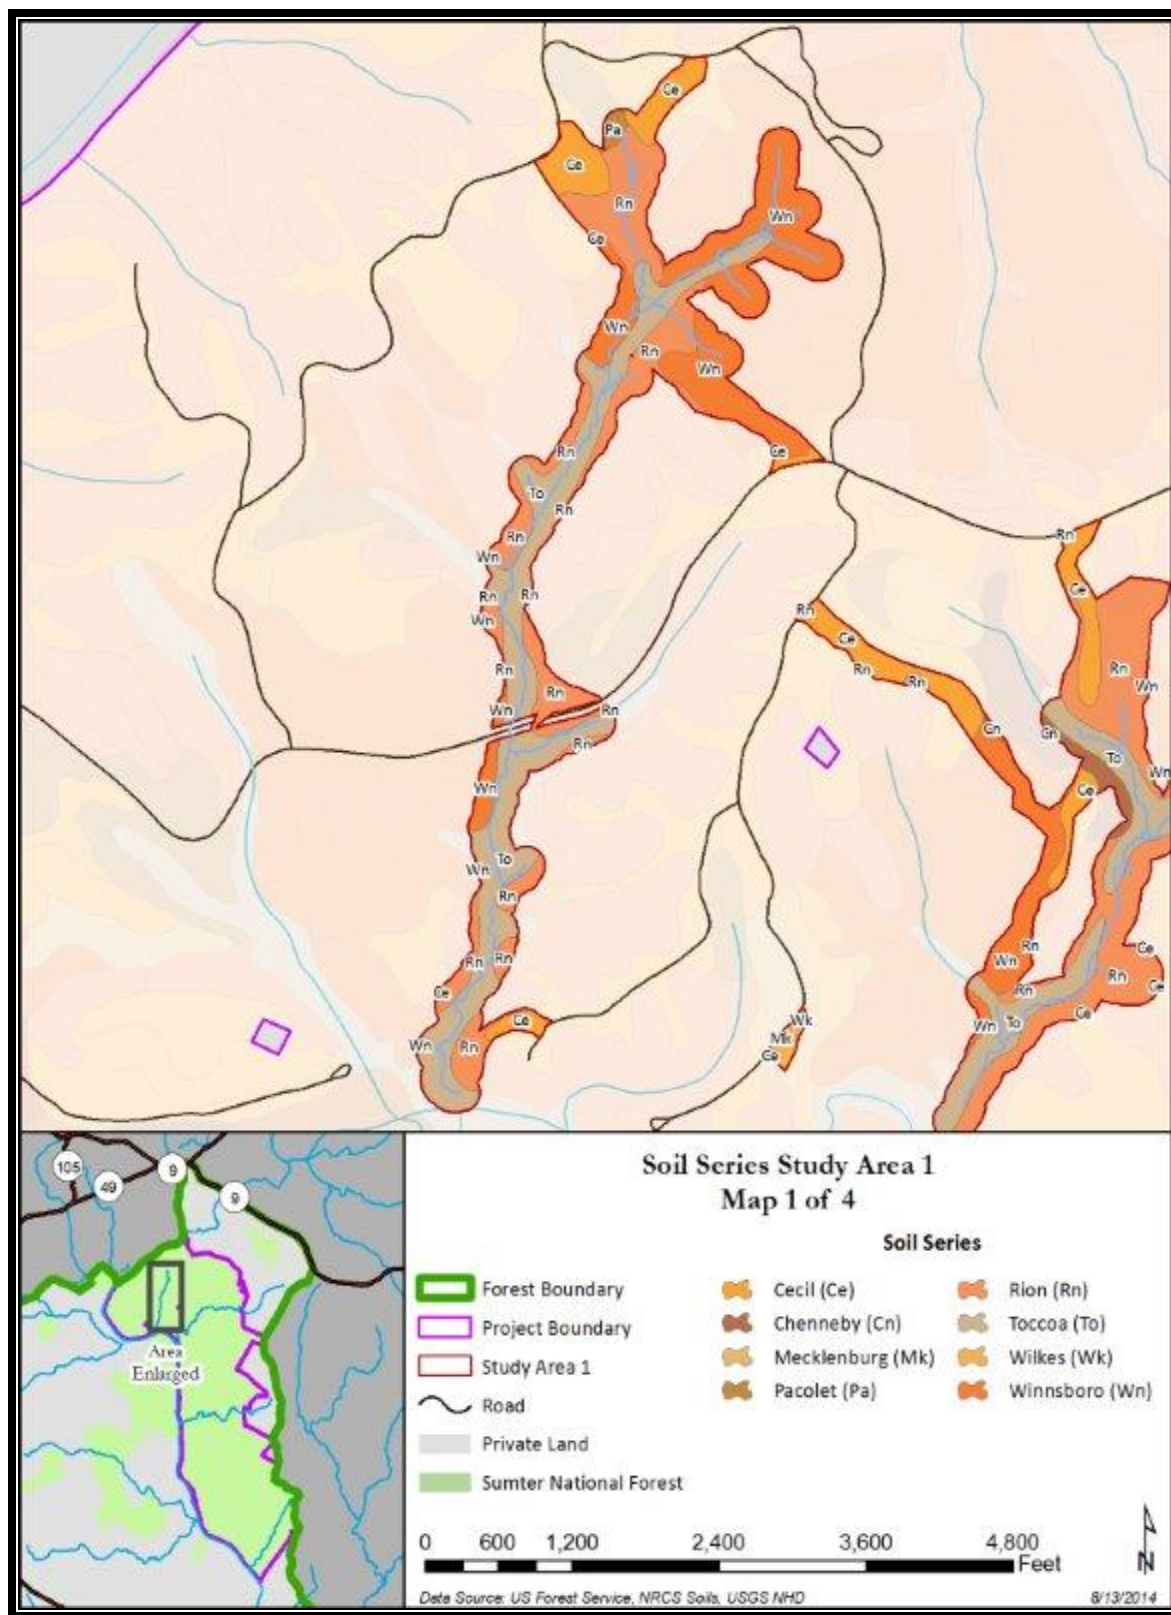 Ce
Pa
Ce
Rn
Wn
Ce
Wn
Rn
Wn
Rn
Ce
To
Rn
Rn
Rn
Wn
Ce
Rn
Rn
Rn
Wn
Ce
Rn
Rn
Rn
Rn
Rn
Wn
Rn
Wn
Rn
Cn
Cn
Rn
To
Wn
Wn
Ce
To
Wn
Rn
Rn
Ce
Rn
Rn
Wn
Rn
Ce
Rn
Ce
Ce
Ce
Wk
Wn
To
Mk
Wn
Rn
Ce
105
9
49
9
Area
Enlarged
Soil Series Study Area 1
Map 1 of 4
Soil Series
Forest Boundary
Project Boundary
Study Area 1
Road
Private Land
Sumter National Forest
Cecil (Ce)
Chenneby (Cn)
Mecklenburg (Mk)
Pacolet (Pa)
Rion (Rn)
Toccoa (To)
Wilkes (Wk)
Winnsboro (Wn)
0 600 1,200 2,400 3,600 4,800
Feet
N
Data Source: US Forest Service, NRCS Soils, USGS NHD
8/13/2014